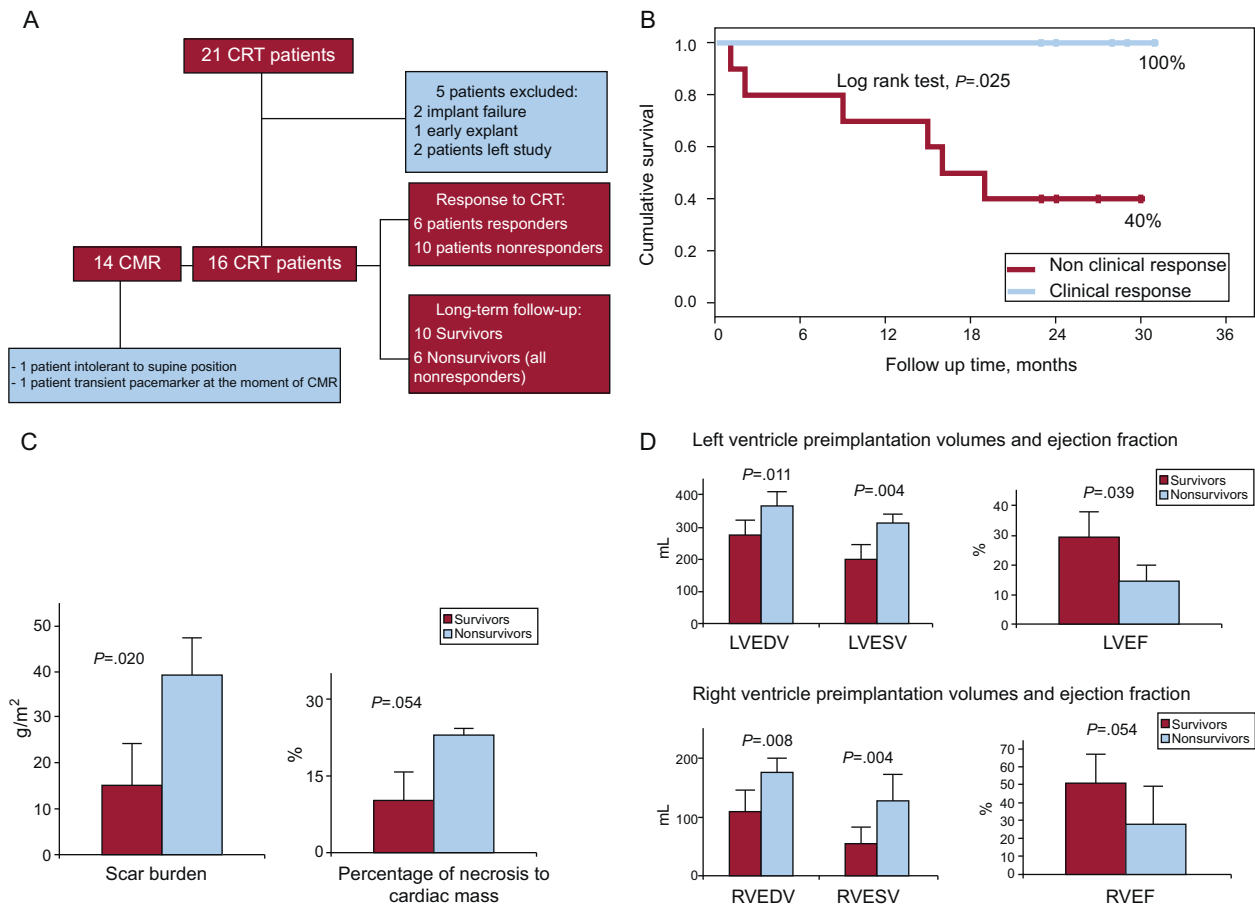 A
21 CRT patients
5 patients excluded:
2 implant failure
1 early explant
2 patients left study
Response to CRT:
6 patients responders
10 patients nonresponders
14 CMR
16 CRT patients
Long-term follow-up:
10 Survivors
6 Nonsurvivors (all
nonresponders)
- 1 patient intolerant to supine position
- 1 patient transient pacemarker at the moment of CMR
B
Cumulative survival
1.0
0.8
0.6
0.4
0.2
0.0
Log rank test, P=.025
100%
40%
Non clinical response
Clinical response
0
6
12
18
24
30
36
Follow up time, months
C
g/m²
50
40
30
20
10
0
P=.020
Scar burden
Survivors
Nonsurvivors
%
30
15
0
P=.054
Percentage of necrosis to
cardiac mass
D
Left ventricle preimplantation volumes and ejection fraction
mL
400
300
200
100
0
P=.011
P=.004
LVEDV
LVESV
%
40
30
20
10
0
P=.039
Survivors
Nonsurvivors
LVEF
Right ventricle preimplantation volumes and ejection fraction
mL
200
100
0
P=.008
P=.004
RVEDV
RVESV
%
70
60
50
40
30
20
10
0
P=.054
Survivors
Nonsurvivors
RVEF